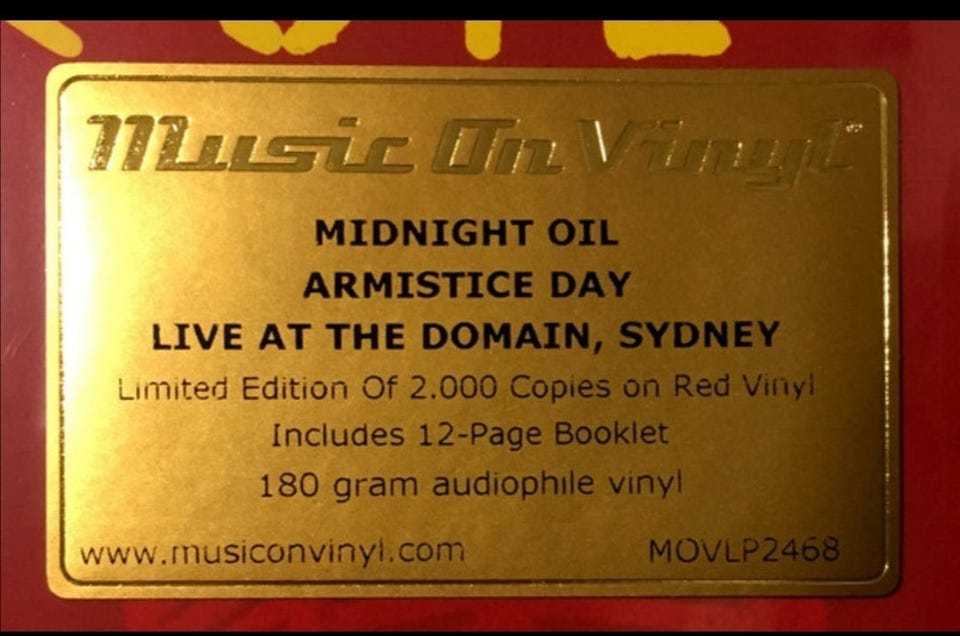 Music On Vinyl
MIDNIGHT OIL
ARMISTICE DAY
LIVE AT THE DOMAIN, SYDNEY
Limited Edition Of 2.000 Copies on Red Vinyl
Includes 12-Page Booklet
180 gram audiophile vinyl
www.musiconvinyl.com MOVLP2468